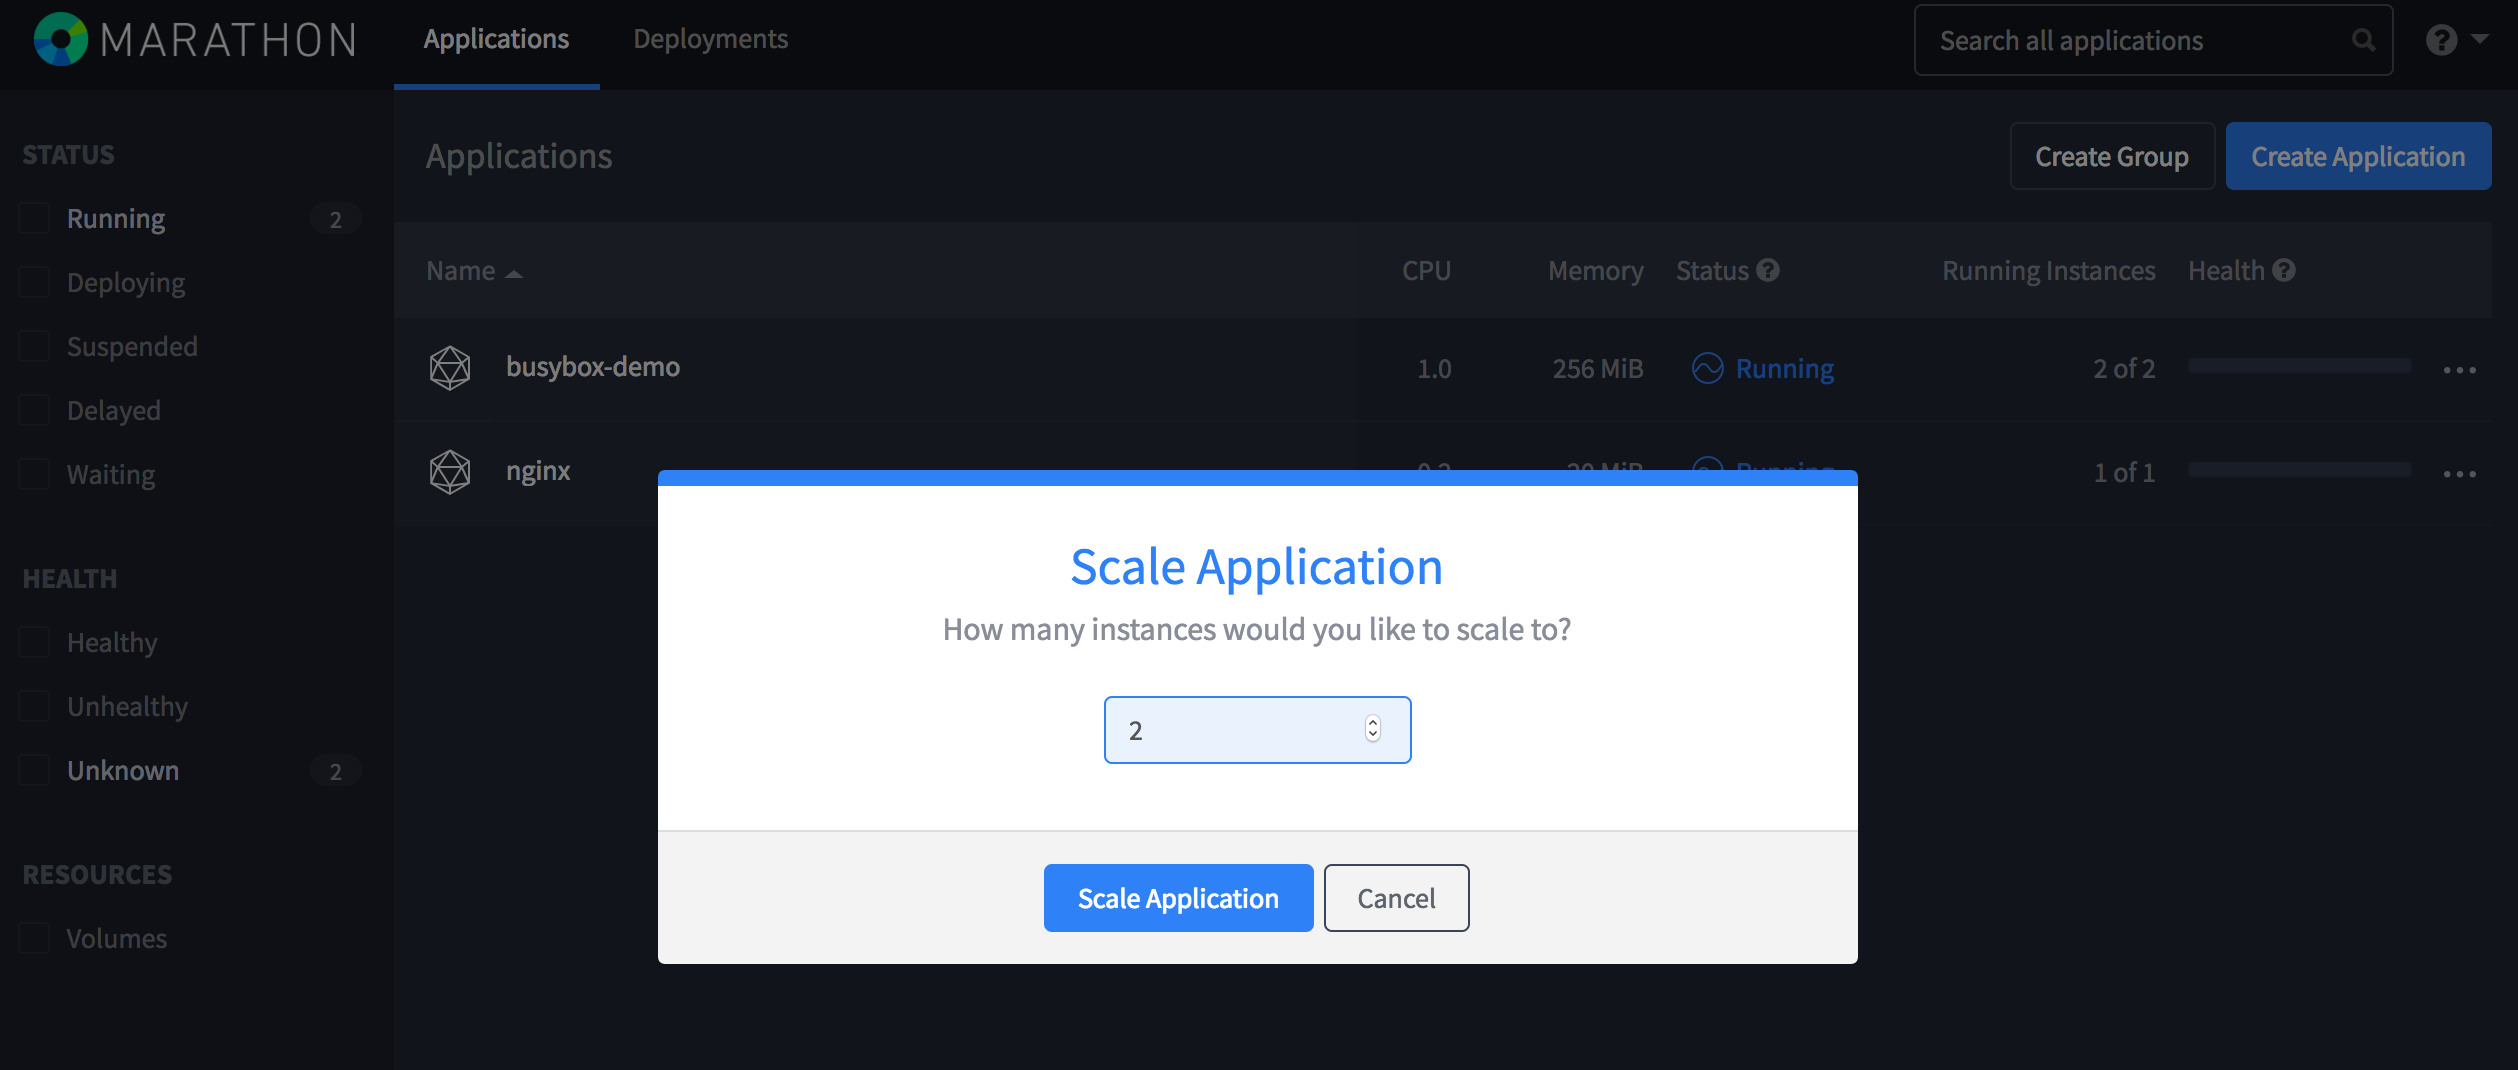 MARATHON
Applications
Deployments
Search all applications
STATUS
Running 2
Deploying
Suspended
Delayed
Waiting
HEALTH
Healthy
Unhealthy
Unknown 2
RESOURCES
Volumes
Applications
Create Group
Create Application
Name CPU Memory Status Running Instances Health
busybox-demo 1.0 256 MiB Running 2 of 2
nginx MiB Running 1 of 1
Scale Application
How many instances would you like to scale to?
2
Scale Application
Cancel